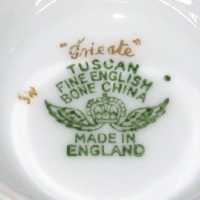 "Trieste"
TUSCAN
FINE ENGLISH
BONE CHINA
MADE IN
ENGLAND